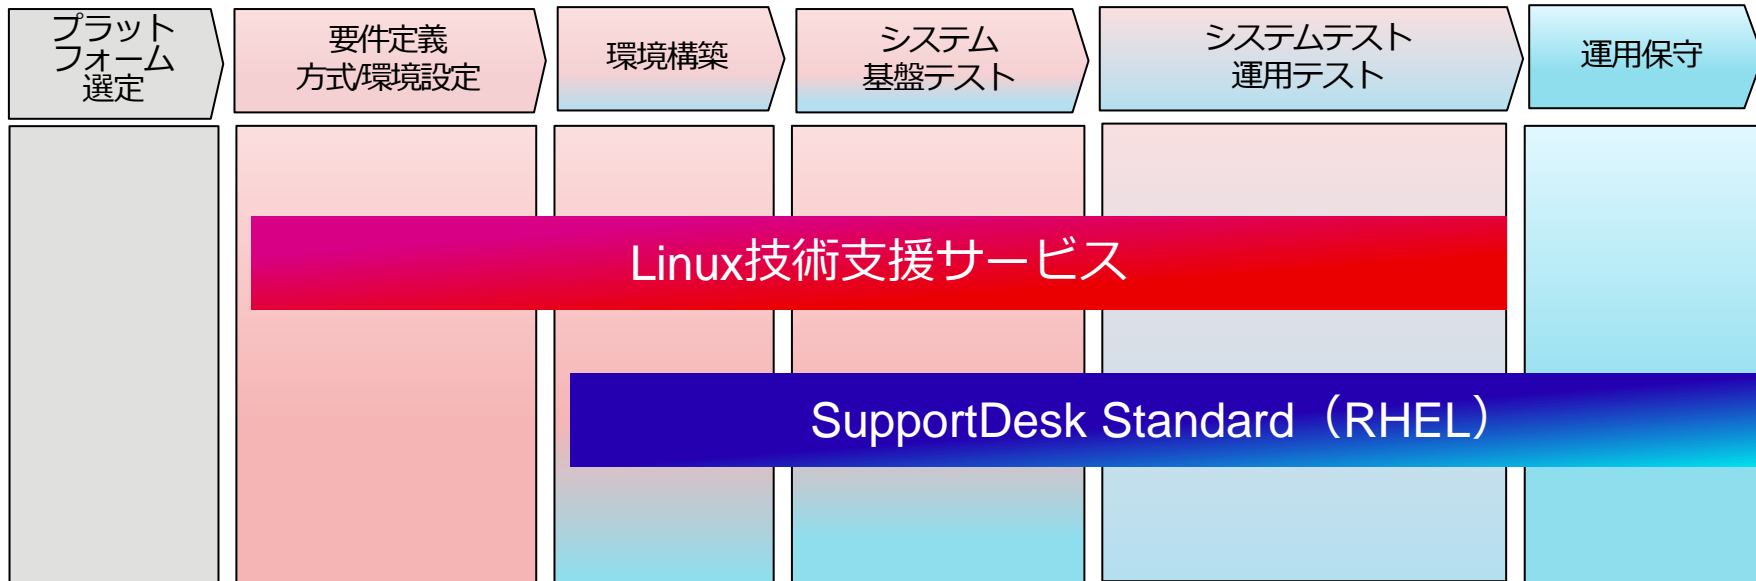 プラット
フォーム
選定
要件定義
方式/環境設定
環境構築
システム
基盤テスト
システムテスト
運用テスト
運用保守
Linux技術支援サービス
SupportDesk Standard（RHEL）